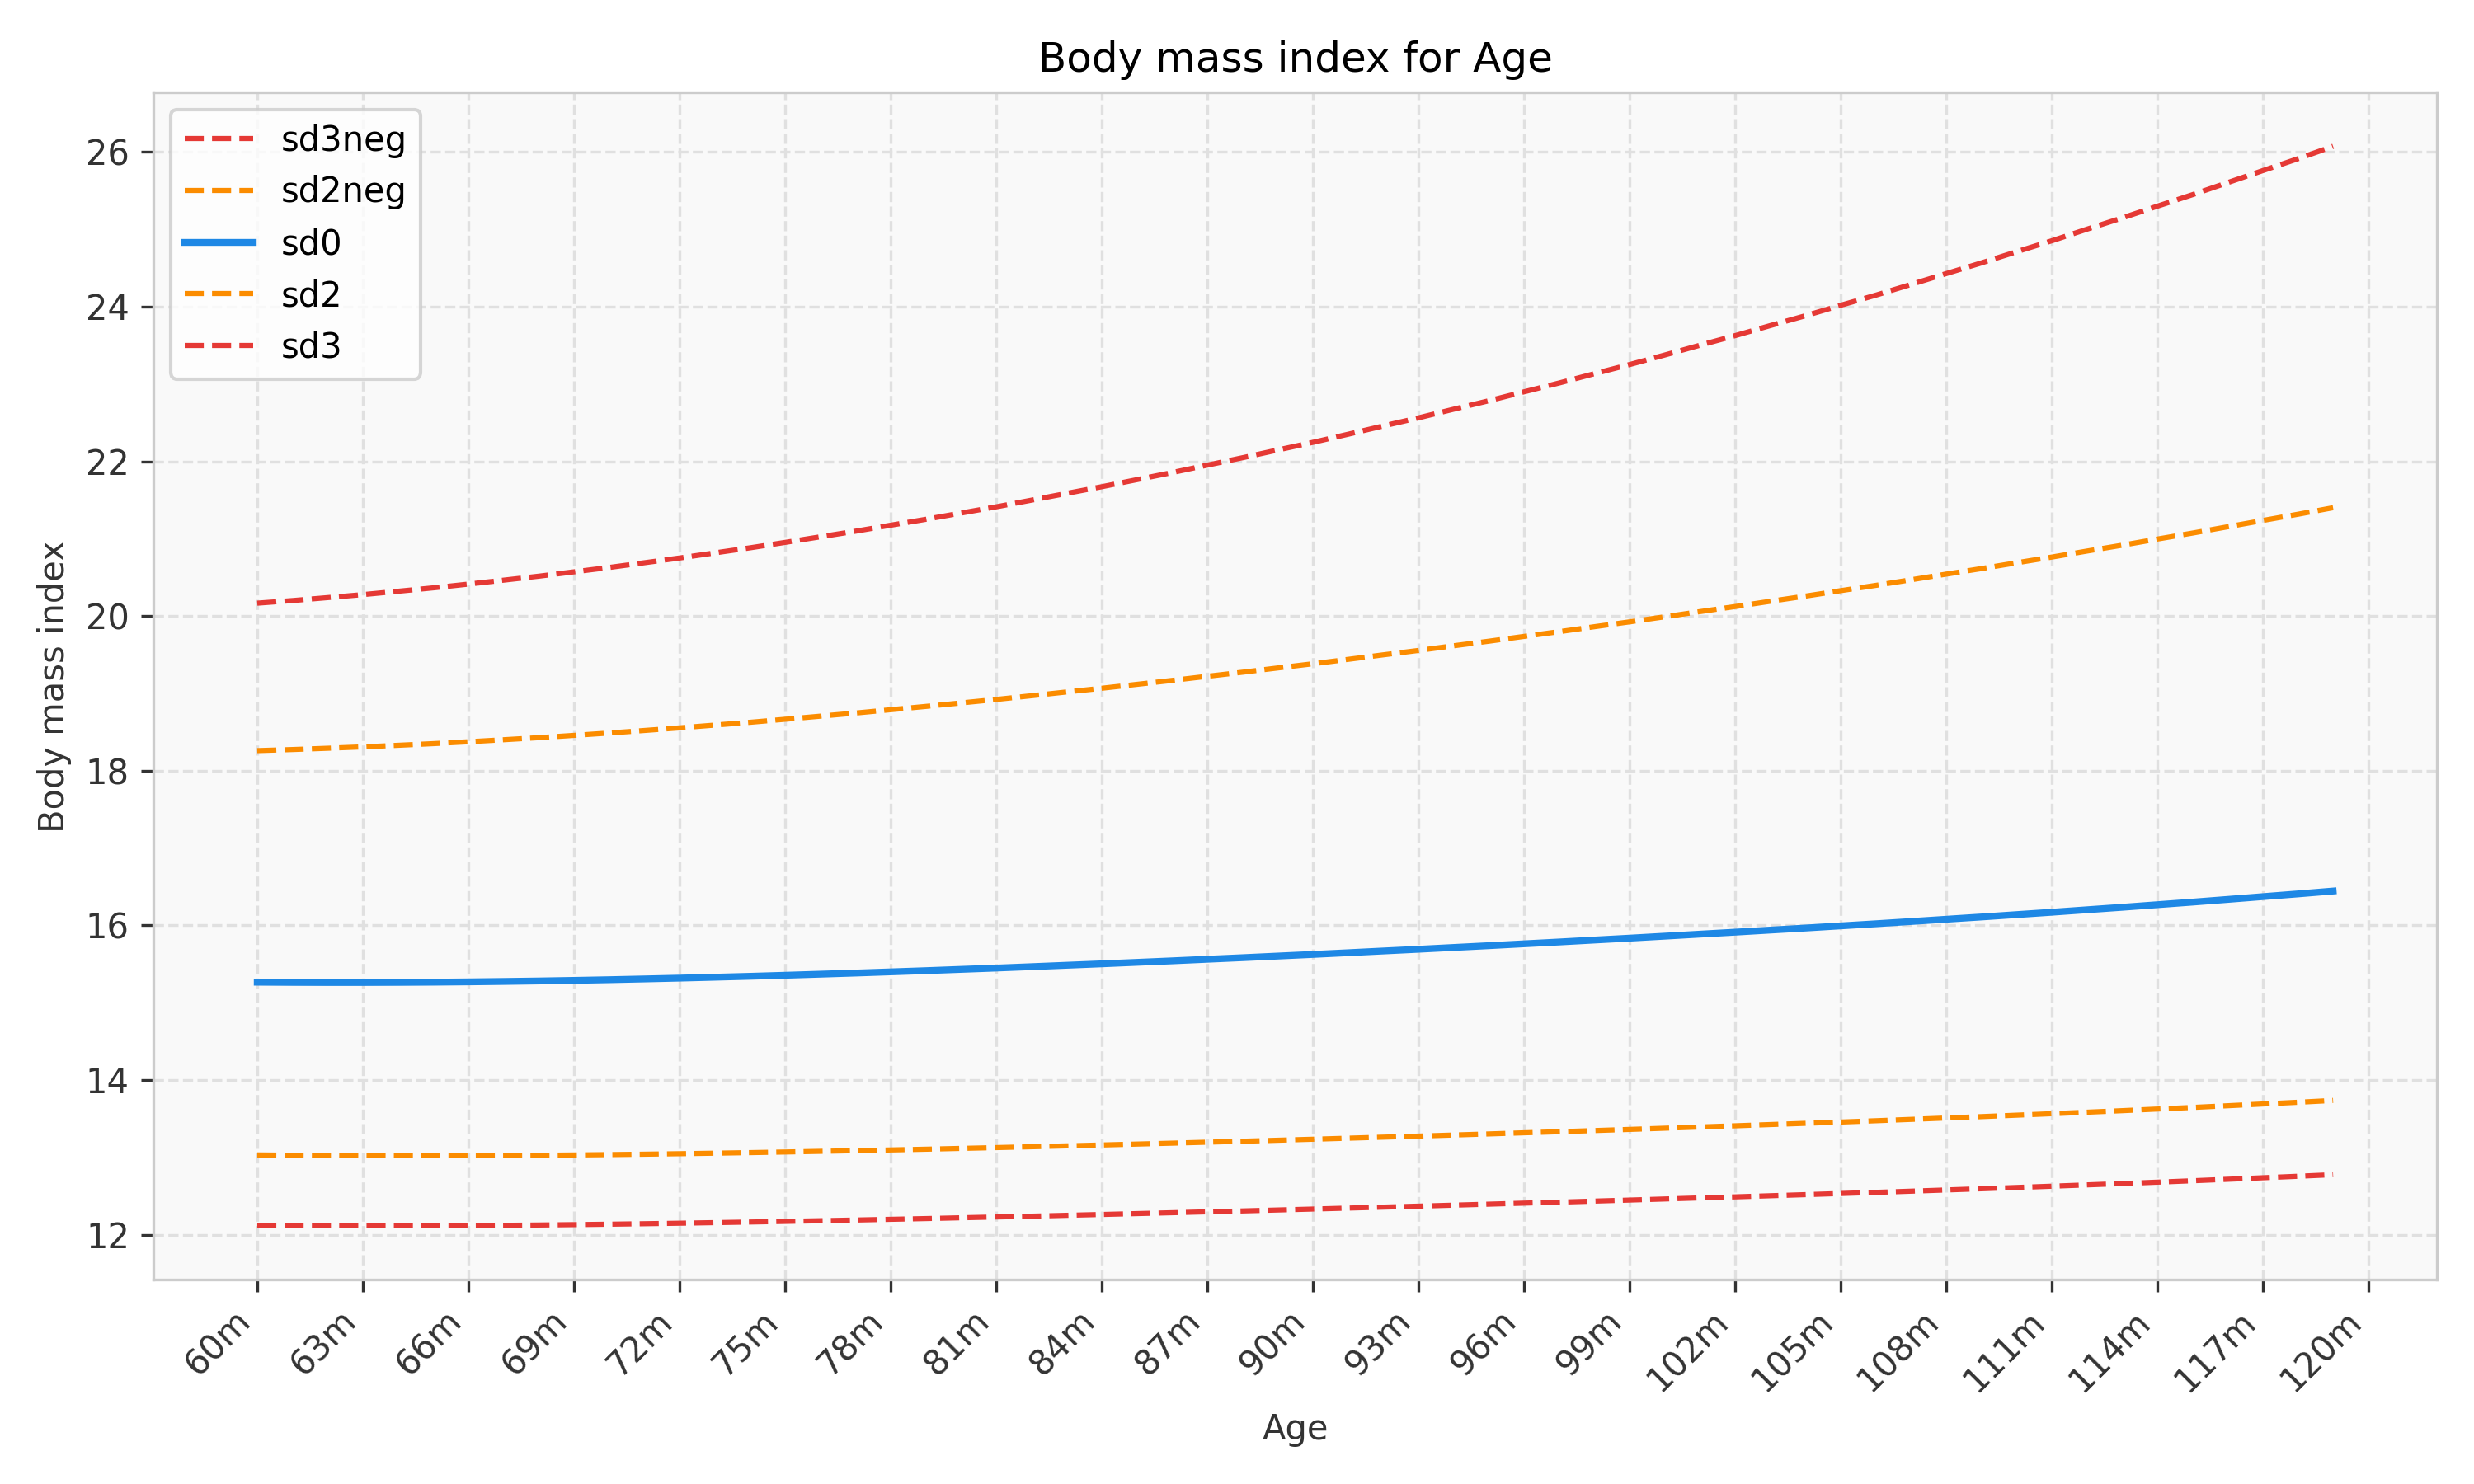 Body mass index for Age
sd3neg
sd2neg
sd0
sd2
sd3
Body mass index
26
24
22
20
18
16
14
12
60m
63m
66m
69m
72m
75m
78m
81m
84m
87m
90m
93m
96m
99m
102m
105m
108m
111m
114m
117m
120m
Age